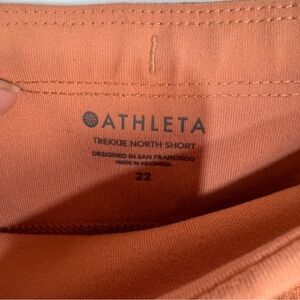 ATHLETA
TREKKIE NORTH SHORT
DESIGNED IN SAN FRANCISCO
MADE IN INDONESIA
22